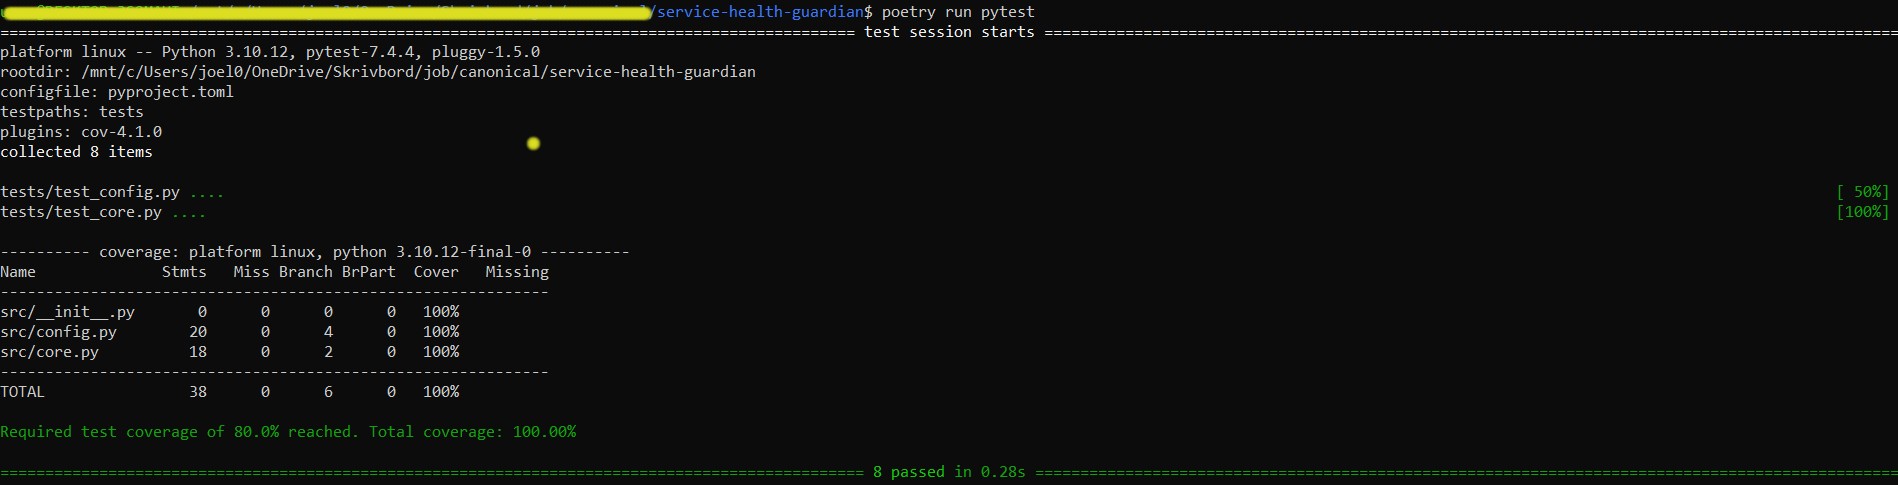 /service-health-guardian$ poetry run pytest
============================================================================================== test session starts ===============================================================================================
platform linux -- Python 3.10.12, pytest-7.4.4, pluggy-1.5.0
rootdir: /mnt/c/Users/joel0/OneDrive/Skrivbord/job/canonical/service-health-guardian
configfile: pyproject.toml
testpaths: tests
plugins: cov-4.1.0
collected 8 items
tests/test_config.py .... [ 50%]
tests/test_core.py .... [100%]
---------- coverage: platform linux, python 3.10.12-final-0 ----------
Name Stmts Miss Branch BrPart Cover Missing
-------------------------------------------------------------
src/__init__.py 0 0 0 0 100%
src/config.py 20 0 4 0 100%
src/core.py 18 0 2 0 100%
-------------------------------------------------------------
TOTAL 38 0 6 0 100%
Required test coverage of 80.0% reached. Total coverage: 100.00%
================================================================================================ 8 passed in 0.28s ================================================================================================